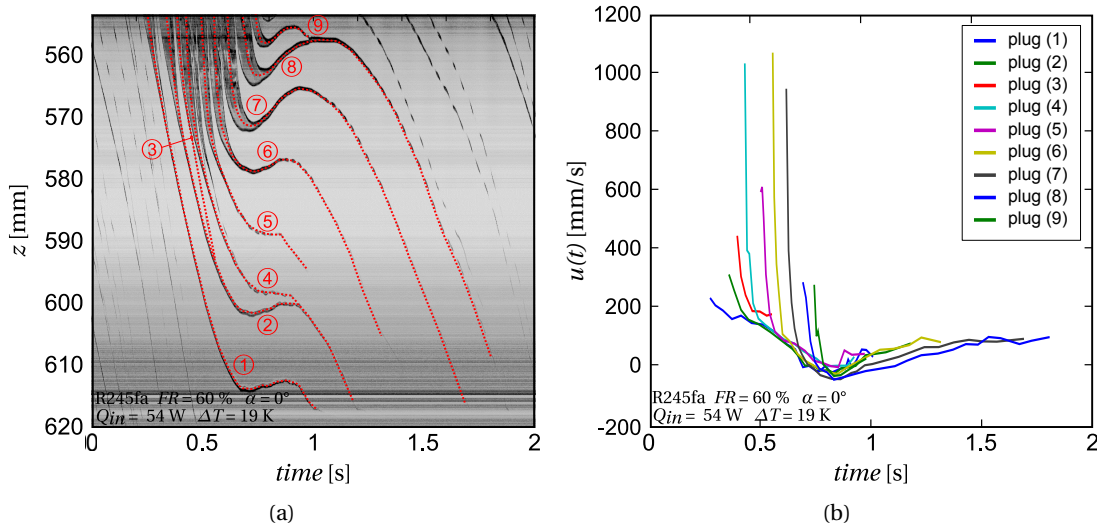 560
570
580
590
600
610
620
z [mm]
0
0.5
1
1.5
2
time [s]
①
②
③
④
⑤
⑥
⑦
⑧
⑨
R245fa FR = 60 % α = 0°
Qin = 54 W ΔT = 19 K
(a)
1200
1000
800
600
400
200
0
-200
u(t) [mm/s]
0
0.5
1
1.5
2
time [s]
plug (1)
plug (2)
plug (3)
plug (4)
plug (5)
plug (6)
plug (7)
plug (8)
plug (9)
R245fa FR = 60 % α = 0°
Qin = 54 W ΔT = 19 K
(b)